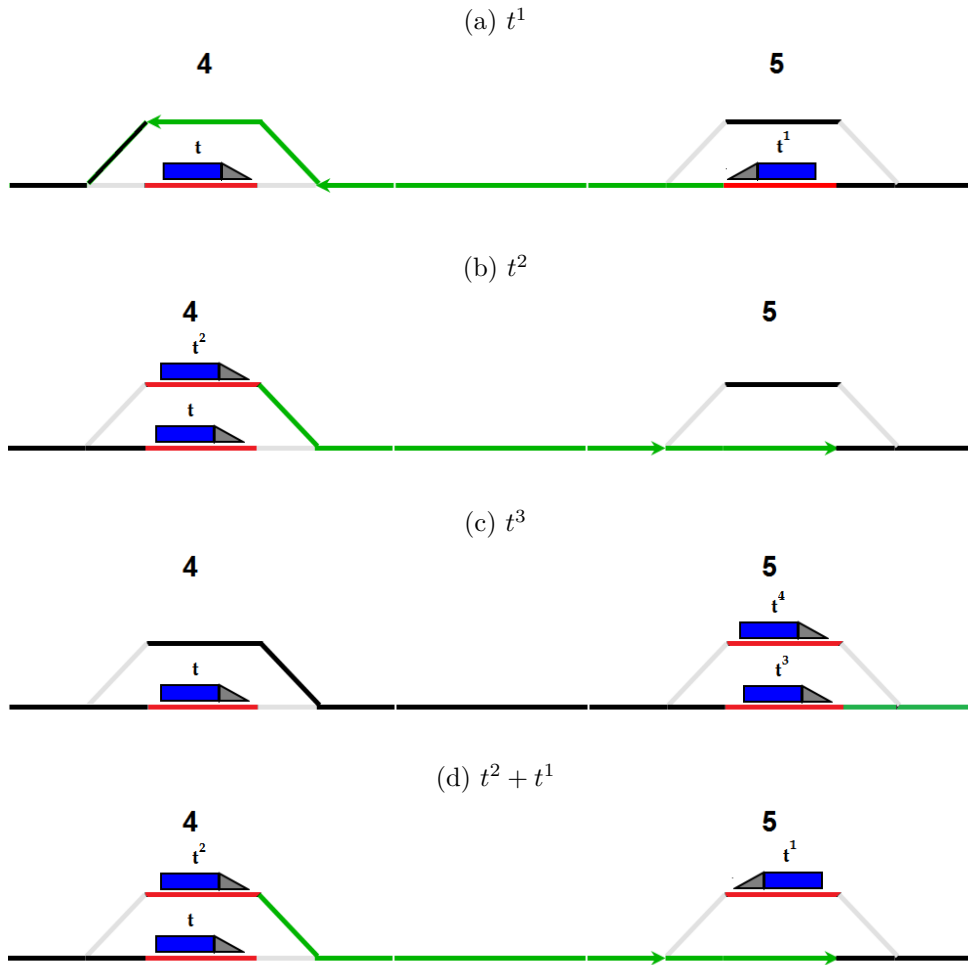 (a) t¹
4 5
t t¹
(b) t²
4 5
t²
t
(c) t³
4 5
t⁴
t t³
(d) t² + t¹
4 5
t² t¹
t